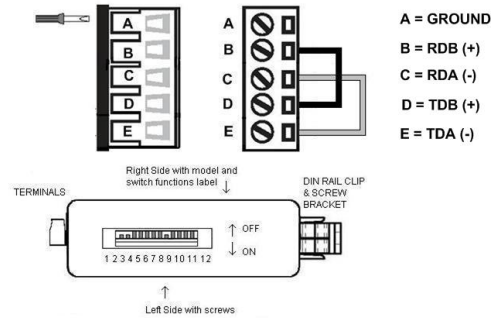 A
B
C
D
E
A
B
C
D
E
A = GROUND
B = RDB (+)
C = RDA (-)
D = TDB (+)
E = TDA (-)
Right Side with model and
switch functions label
TERMINALS
DIN RAIL CLIP
& SCREW
BRACKET
OFF
ON
1 2 3 4 5 6 7 8 9 10 11 12
Left Side with screws